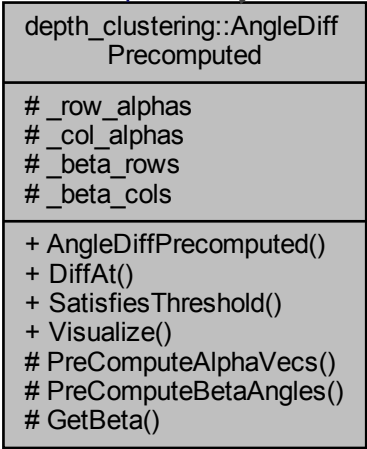 depth_clustering::AngleDiff
Precomputed
# _row_alphas
# _col_alphas
# _beta_rows
# _beta_cols
+ AngleDiffPrecomputed()
+ DiffAt()
+ SatisfiesThreshold()
+ Visualize()
# PreComputeAlphaVecs()
# PreComputeBetaAngles()
# GetBeta()